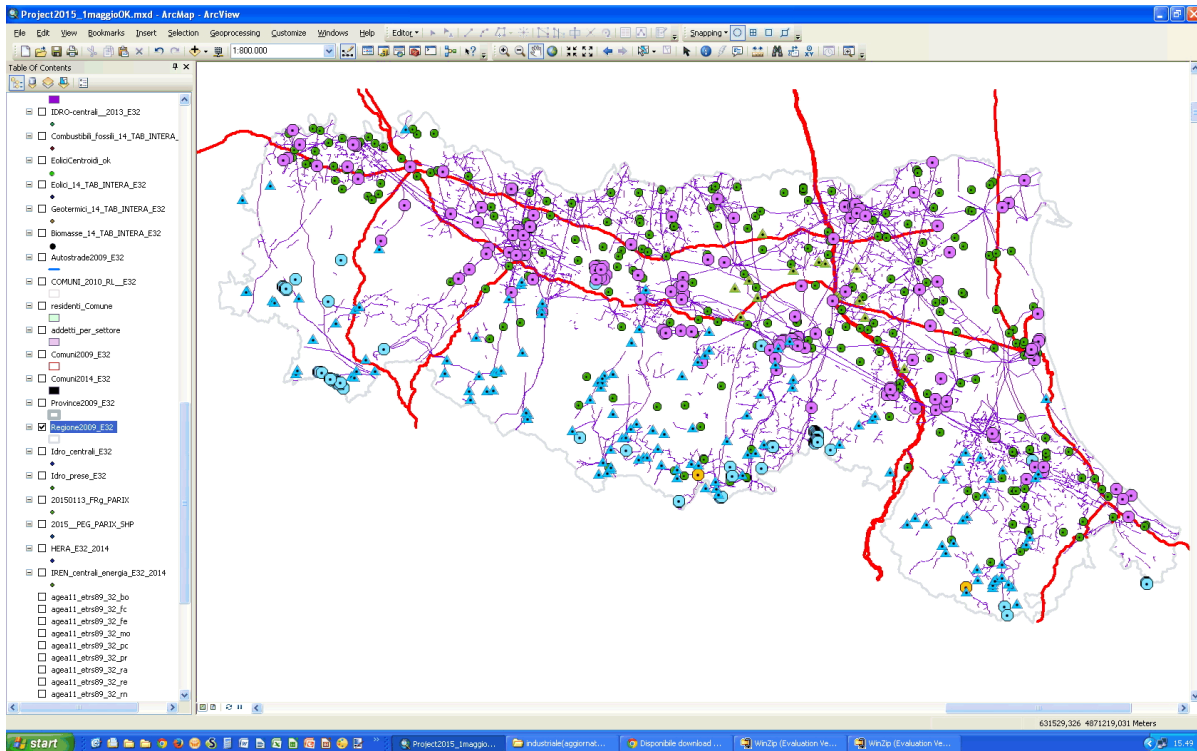 Project2015_1maggioOK.mxd - ArcMap - ArcView
File Edit View Bookmarks Insert Selection Geoprocessing Customize Windows Help Editor Snapping
1:800.000
Table Of Contents
IDRO-centrali__2013_E32
Combustibili_fossili_14_TAB_INTERA_
EoliciCentroidi_ok
Eolici_14_TAB_INTERA_E32
Geotermici_14_TAB_INTERA_E32
Biomasse_14_TAB_INTERA_E32
Autostrade2009_E32
COMUNI_2010_RL__E32
residenti_Comune
addetti_per_settore
Comuni2009_E32
Comuni2014_E32
Province2009_E32
Regione2009_E32
Idro_centrali_E32
Idro_prese_E32
20150113_FRg_PARIX
2015__PEG_PARIX_SHP
HERA_E32_2014
IREN_centrali_energia_E32_2014
agea11_etrs89_32_bo
agea11_etrs89_32_fc
agea11_etrs89_32_fe
agea11_etrs89_32_mo
agea11_etrs89_32_pc
agea11_etrs89_32_pr
agea11_etrs89_32_ra
agea11_etrs89_32_re
agea11_etrs89_32_rn
631529,326 4871219,031 Meters
start Project2015_1maggio... industriale(aggiornat... Disponibile download ... WinZip (Evaluation Ve... WinZip (Evaluation Ve... 15.49